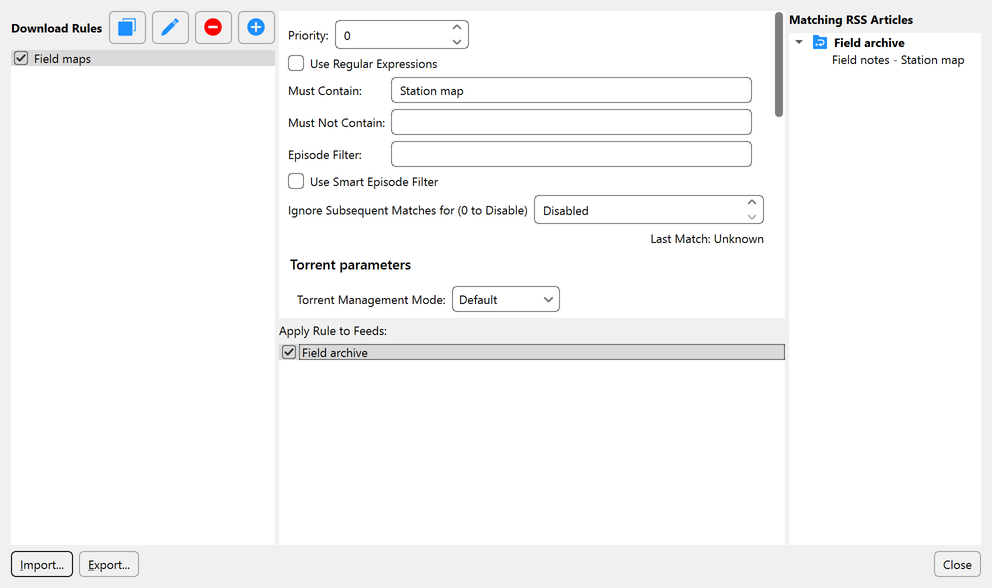 Download Rules
Field maps
Priority: 0
Use Regular Expressions
Must Contain: Station map
Must Not Contain:
Episode Filter:
Use Smart Episode Filter
Ignore Subsequent Matches for (0 to Disable) Disabled
Last Match: Unknown
Torrent parameters
Torrent Management Mode: Default
Apply Rule to Feeds:
Field archive
Matching RSS Articles
Field archive
Field notes - Station map
Import... Export... Close